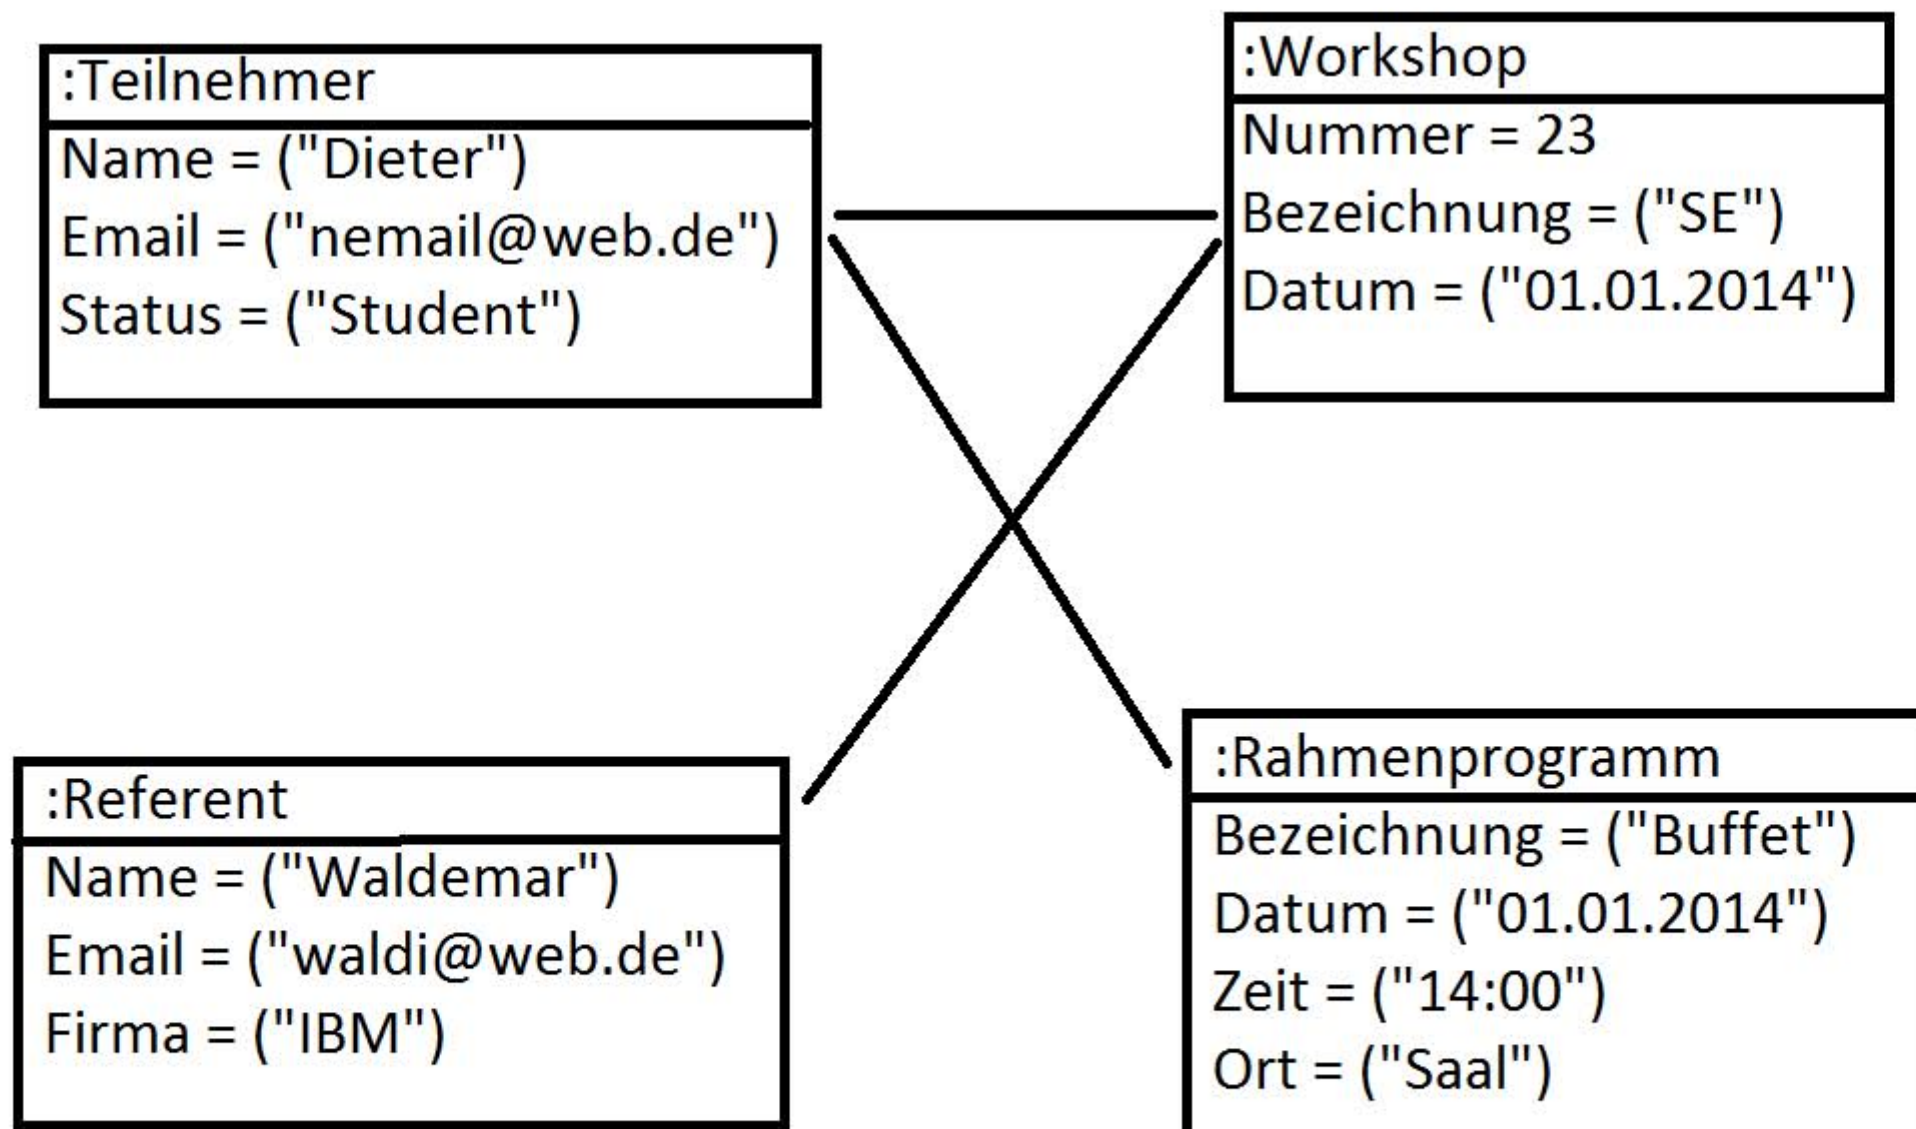 :Teilnehmer
Name = ("Dieter")
Email = ("nemail@web.de")
Status = ("Student")
:Workshop
Nummer = 23
Bezeichnung = ("SE")
Datum = ("01.01.2014")
:Referent
Name = ("Waldemar")
Email = ("waldi@web.de")
Firma = ("IBM")
:Rahmenprogramm
Bezeichnung = ("Buffet")
Datum = ("01.01.2014")
Zeit = ("14:00")
Ort = ("Saal")